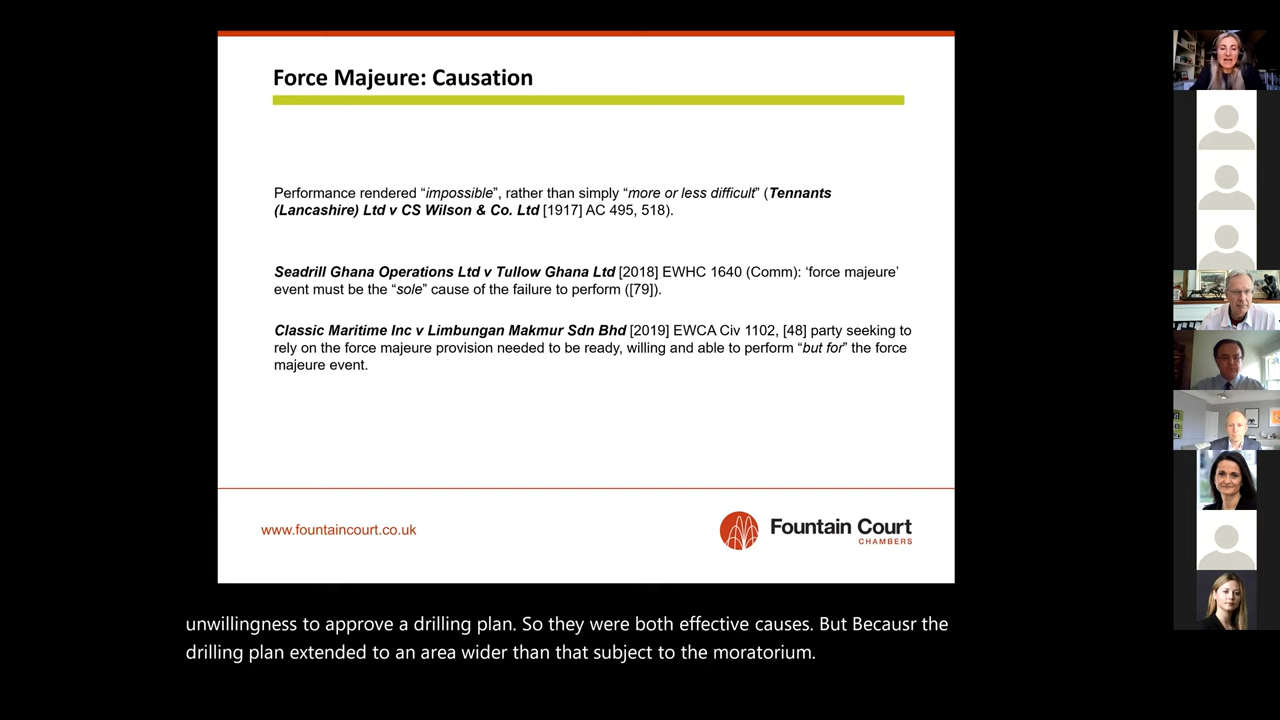 Force Majeure: Causation
Performance rendered “impossible”, rather than simply “more or less difficult” (Tennants
(Lancashire) Ltd v CS Wilson & Co. Ltd [1917] AC 495, 518).
Seadrill Ghana Operations Ltd v Tullow Ghana Ltd [2018] EWHC 1640 (Comm): ‘force majeure’
event must be the “sole” cause of the failure to perform ([79]).
Classic Maritime Inc v Limbungan Makmur Sdn Bhd [2019] EWCA Civ 1102, [48] party seeking to
rely on the force majeure provision needed to be ready, willing and able to perform “but for” the force
majeure event.
www.fountaincourt.co.uk
Fountain Court
CHAMBERS
unwillingness to approve a drilling plan. So they were both effective causes. But Becausr the
drilling plan extended to an area wider than that subject to the moratorium.